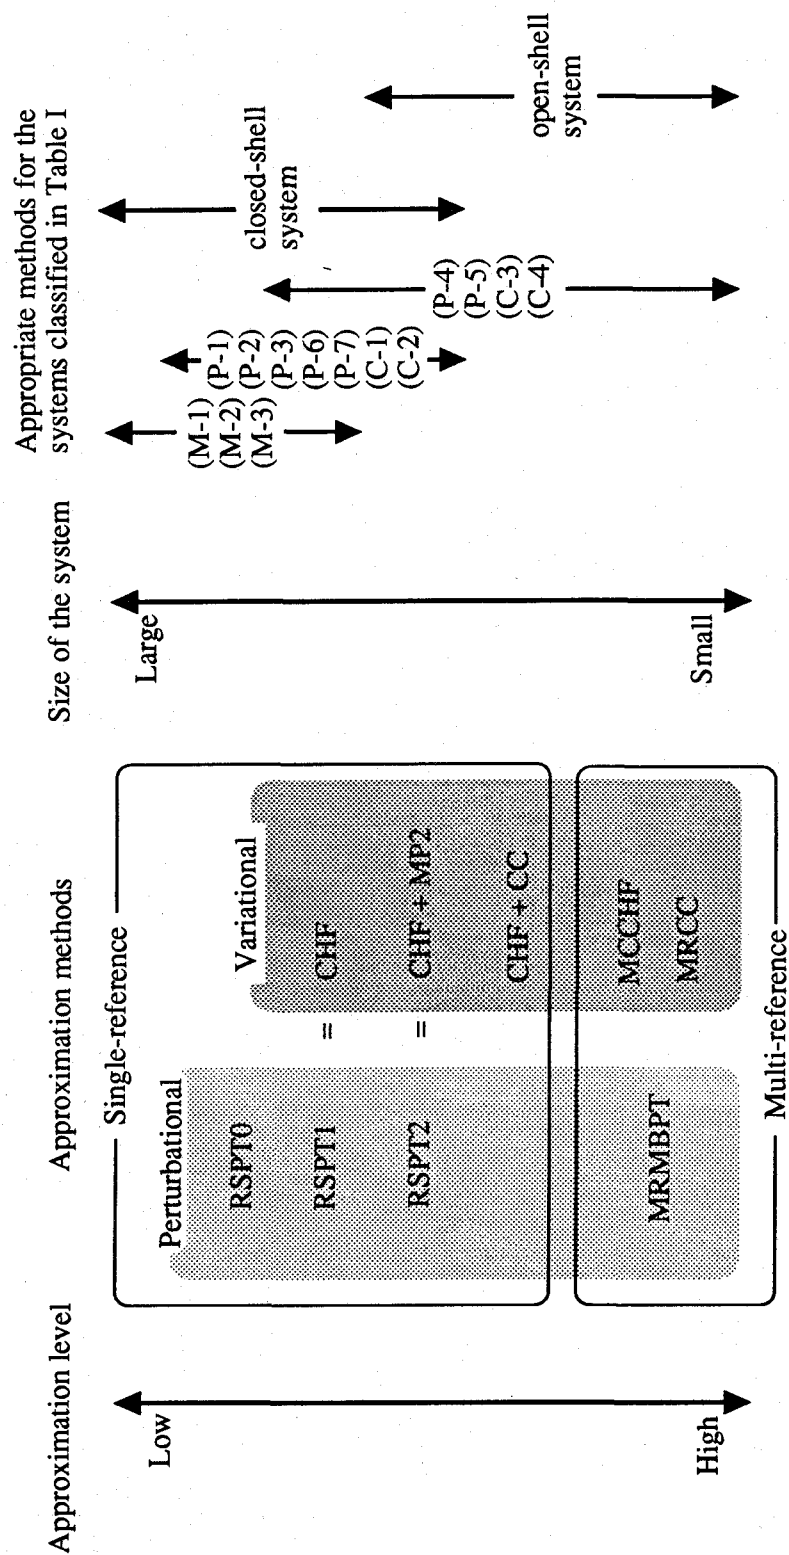 Approximation level
Low
High
Approximation methods
Single-reference
Perturbational
Variational
RSPT0
RSPT1
=
CHF
RSPT2
=
CHF + MP2
CHF + CC
MRMBPT
MCCHF
MRCC
Multi-reference
Size of the system
Large
Small
Appropriate methods for the
systems classified in Table I
(M-1)
(M-2)
(M-3)
(P-1)
(P-2)
(P-3)
(P-6)
(P-7)
(C-1)
(C-2)
(P-4)
(P-5)
(C-3)
(C-4)
closed-shell
system
open-shell
system